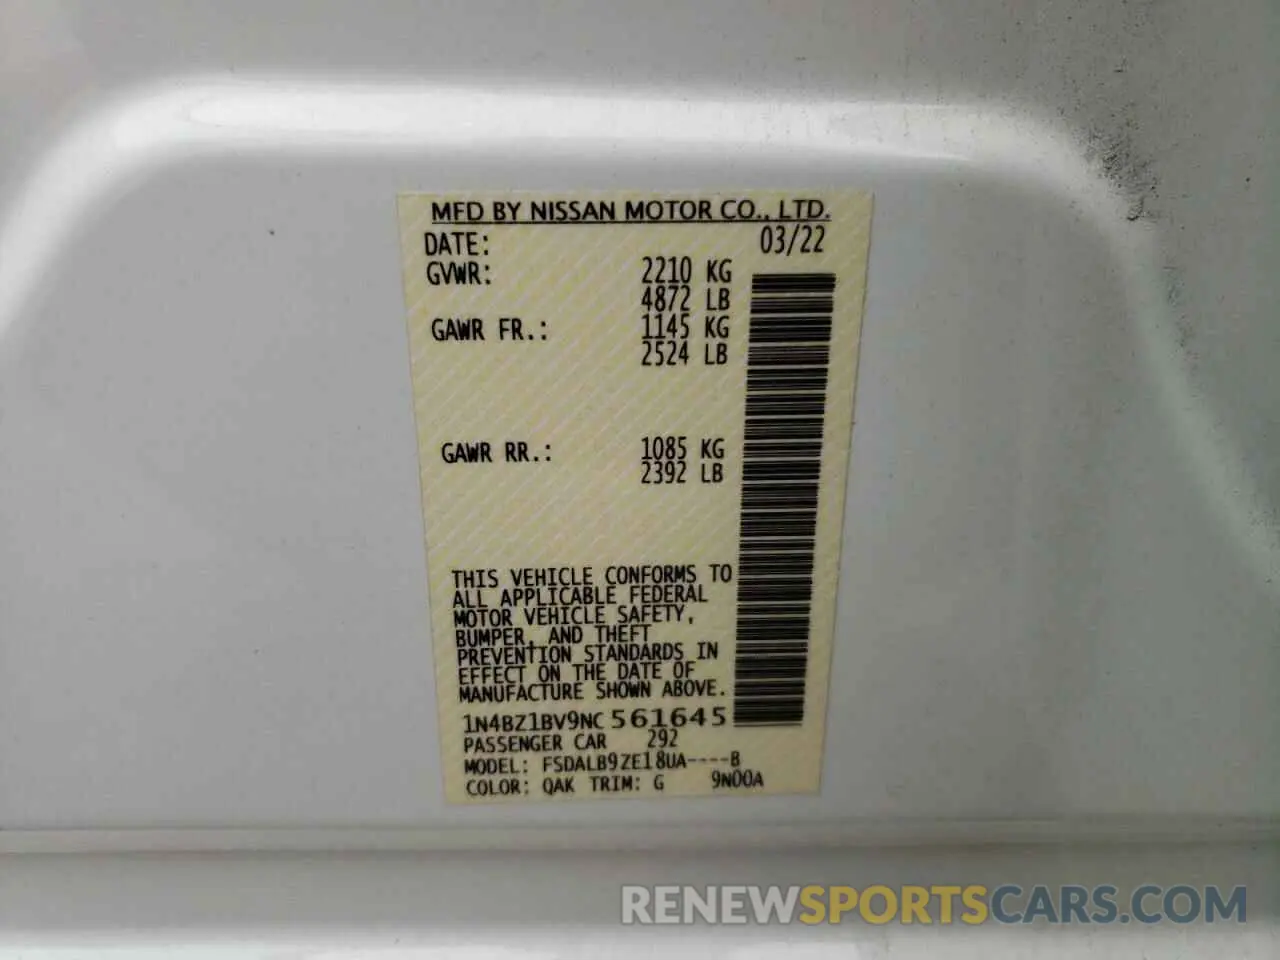 MFD BY NISSAN MOTOR CO., LTD.
DATE: 03/22
GVWR: 2210 KG
4872 LB
GAWR FR.: 1145 KG
2524 LB
GAWR RR.: 1085 KG
2392 LB
THIS VEHICLE CONFORMS TO
ALL APPLICABLE FEDERAL
MOTOR VEHICLE SAFETY,
BUMPER, AND THEFT
PREVENTION STANDARDS IN
EFFECT ON THE DATE OF
MANUFACTURE SHOWN ABOVE.
1N4BZ1BV9NC561645
PASSENGER CAR 292
MODEL: FSDALB9ZE18UA----B
COLOR: QAK TRIM: G 9N00A
RENEWSPORTSCARS.COM